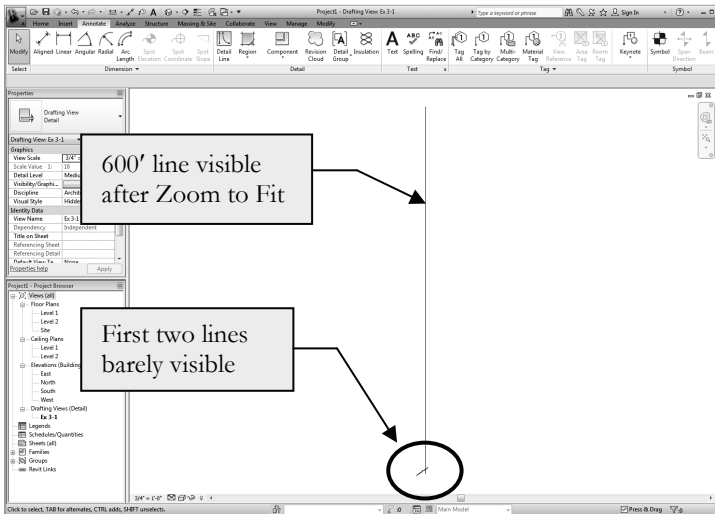 Project1 - Drafting View: Ex 3-1
Type a keyword or phrase
Sign In
Home Insert Annotate Analyze Structure Massing & Site Collaborate View Manage Modify
Modify
Aligned Linear Angular Radial Arc Length
Spot Elevation
Spot Coordinate
Spot Slope
Detail Line
Region
Component
Revision Cloud
Detail Group
Insulation
Text
Spelling
Find/ Replace
Tag All
Tag by Category
Multi- Category
Material Tag
View Reference
Area Tag
Room Tag
Keynote
Symbol
Span Direction
Beam
Select
Dimension
Detail
Text
Tag
Symbol
Properties
Drafting View
Detail
Drafting View: Ex 3-1
Graphics
View Scale 3/4" =
Scale Value 1: 16
Detail Level Mediu
Visibility/Graphi...
Discipline Archit
Visual Style Hidde
Identity Data
View Name Ex 3-1
Dependency Independent
Title on Sheet
Referencing Sheet
Referencing Detail
Default View Te... None
Properties help
Apply
600' line visible
after Zoom to Fit
Project1 - Project Browser
Views (all)
Floor Plans
Level 1
Level 2
Site
Ceiling Plans
Level 1
Level 2
Elevations (Building
East
North
South
West
Drafting Views (Detail)
Ex 3-1
Legends
Schedules/Quantities
Sheets (all)
Families
Groups
Revit Links
First two lines
barely visible
3/4" = 1'-0"
Click to select, TAB for alternates, CTRL adds, SHIFT unselects.
:0
Main Model
Press & Drag
:0